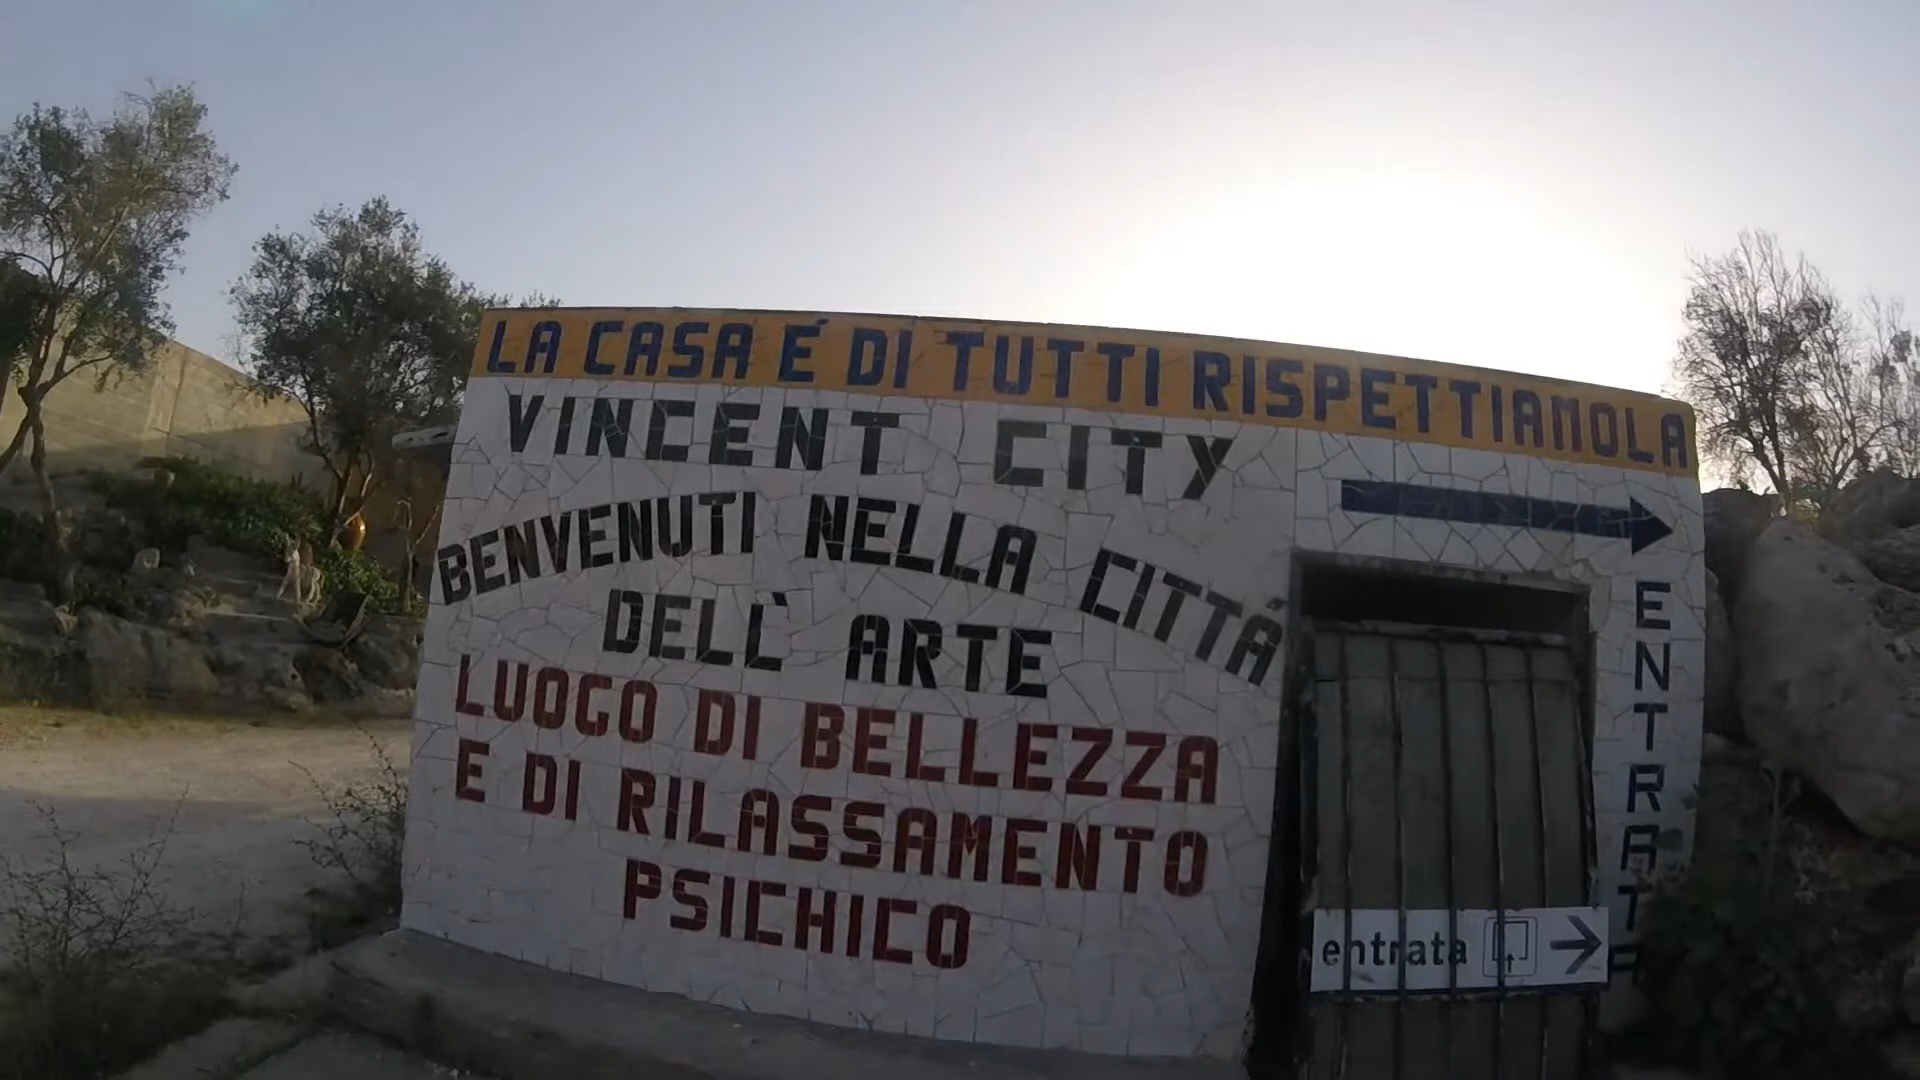 LA CASA É DI TUTTI RISPETTIAMOLA
VINCENT CITY
BENVENUTI NELLA CITTÁ
DELL` ARTE
LUOGO DI BELLEZZA
E DI RILASSAMENTO
PSICHICO
ENTRATA
entrata